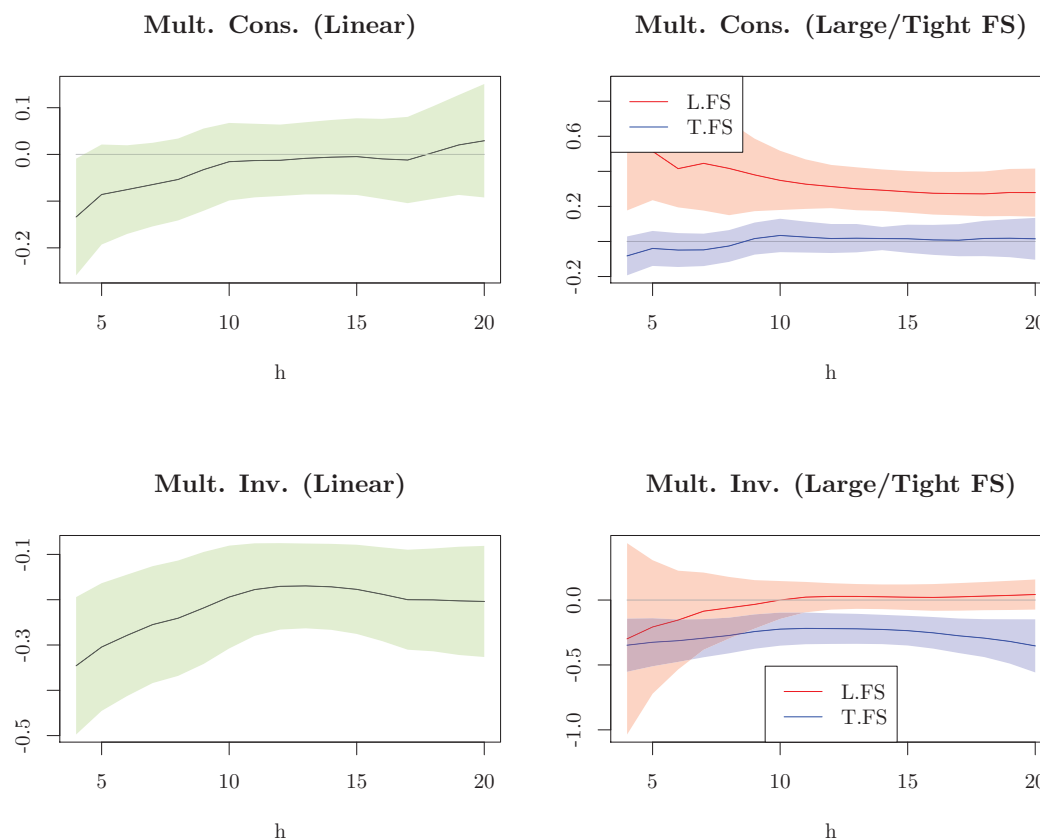 Mult. Cons. (Linear)
0.1
0.0
-0.2
5 10 15 20
h
Mult. Cons. (Large/Tight FS)
L.FS
T.FS
0.6
0.2
-0.2
5 10 15 20
h
Mult. Inv. (Linear)
-0.1
-0.3
-0.5
5 10 15 20
h
Mult. Inv. (Large/Tight FS)
0.0
-0.5
-1.0
L.FS
T.FS
5 10 15 20
h